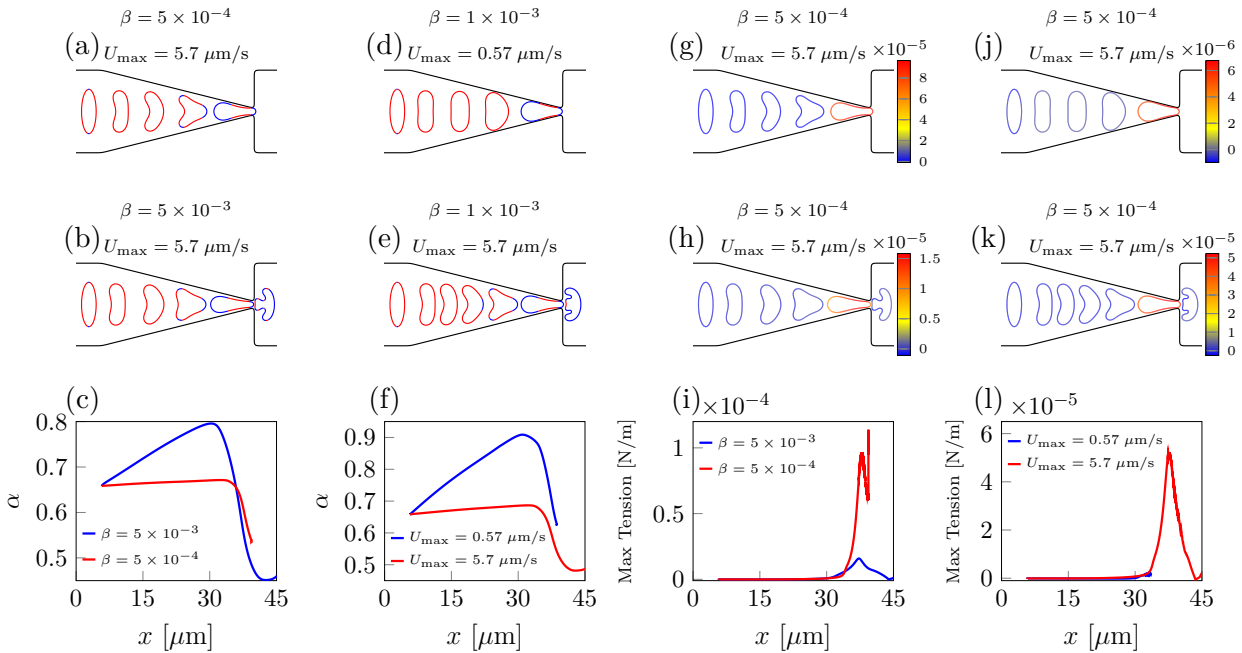 β = 5 × 10⁻⁴
(a)
U_max = 5.7 μm/s
β = 1 × 10⁻³
(d)
U_max = 0.57 μm/s
β = 5 × 10⁻⁴
(g)
U_max = 5.7 μm/s
×10⁻⁵
8
6
4
2
0
β = 5 × 10⁻⁴
(j)
U_max = 5.7 μm/s
×10⁻⁶
6
4
2
0
β = 5 × 10⁻³
(b)
U_max = 5.7 μm/s
β = 1 × 10⁻³
(e)
U_max = 5.7 μm/s
β = 5 × 10⁻⁴
(h)
U_max = 5.7 μm/s
×10⁻⁵
1.5
1
0.5
0
β = 5 × 10⁻⁴
(k)
U_max = 5.7 μm/s
×10⁻⁵
5
4
3
2
1
0
(c)
0.8
0.7
0.6
0.5
α
β = 5 × 10⁻³
β = 5 × 10⁻⁴
0 15 30 45
x [μm]
(f)
0.9
0.8
0.7
0.6
0.5
α
U_max = 0.57 μm/s
U_max = 5.7 μm/s
0 15 30 45
x [μm]
(i)
×10⁻⁴
1
0.5
0
Max Tension [N/m]
β = 5 × 10⁻³
β = 5 × 10⁻⁴
0 15 30 45
x [μm]
(l)
×10⁻⁵
6
4
2
0
Max Tension [N/m]
U_max = 0.57 μm/s
U_max = 5.7 μm/s
0 15 30 45
x [μm]